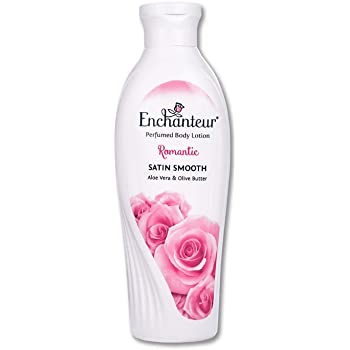 Enchanteur®
Perfumed Body Lotion
Romantic
SATIN SMOOTH
Aloe Vera & Olive Butter